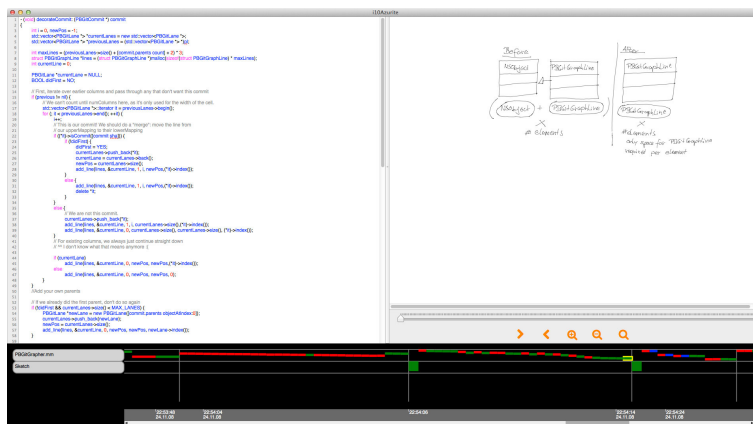 i10Azurite
- (void) decorateCommit: (PBGitCommit *) commit
{
int i = 0, newPos = -1;
std::vector<PBGitLane *> *currentLanes = new std::vector<PBGitLane *>;
std::vector<PBGitLane *> *previousLanes = (std::vector<PBGitLane *> *)pl;
int maxLines = (previousLanes->size() + [commit.parents count] + 2) * 3;
struct PBGitGraphLine *lines = (struct PBGitGraphLine *)malloc(sizeof(struct PBGitGraphLine) * maxLines);
int currentLine = 0;
PBGitLane *currentLane = NULL;
BOOL didFirst = NO;
// First, iterate over earlier columns and pass through any that don't want this commit
if (previous != nil) {
// We can't count until numColumns here, as it's only used for the width of the cell.
std::vector<PBGitLane *>::iterator it = previousLanes->begin();
for (; it != previousLanes->end(); ++it) {
i++;
// This is our commit! We should do a "merge": move the line from
// our upperMapping to their lowerMapping
if ((*it)->isCommit([commit sha])) {
if (!didFirst) {
didFirst = YES;
currentLanes->push_back(*it);
currentLane = currentLanes->back();
newPos = currentLanes->size();
add_line(lines, &currentLine, 1, i, newPos,(*it)->index());
}
else {
add_line(lines, &currentLine, 1, i, newPos,(*it)->index());
delete *it;
}
}
else {
// We are not this commit.
currentLanes->push_back(*it);
add_line(lines, &currentLine, 1, i, currentLanes->size(),(*it)->index());
add_line(lines, &currentLine, 0, currentLanes->size(), currentLanes->size(), (*it)->index());
}
// For existing columns, we always just continue straight down
// ^^ I don't know what that means anymore :(
if (currentLane)
add_line(lines, &currentLine, 0, newPos, newPos,(*it)->index());
else
add_line(lines, &currentLine, 0, newPos, newPos, 0);
}
}
//Add your own parents
// If we already did the first parent, don't do so again
if (!didFirst && currentLanes->size() < MAX_LANES) {
PBGitLane *newLane = new PBGitLane([commit.parents objectAtIndex:0]);
currentLanes->push_back(newLane);
newPos = currentLanes->size();
add_line(lines, &currentLine, 0, newPos, newPos, newLane->index());
}
Before
NSObject
PBGitGraphLine
(NSObject) + (PBGitGraphLine)
×
# elements
After
PBGitGraphLine
PBGitGraphLine
×
#elements
only space for PBGitGraphLine
required per element
PBGitGrapher.mm
Sketch
22:53:49
24.11.08
22:54:04
24.11.08
22:54:08
22:54:14
24.11.08
22:54:24
24.11.08